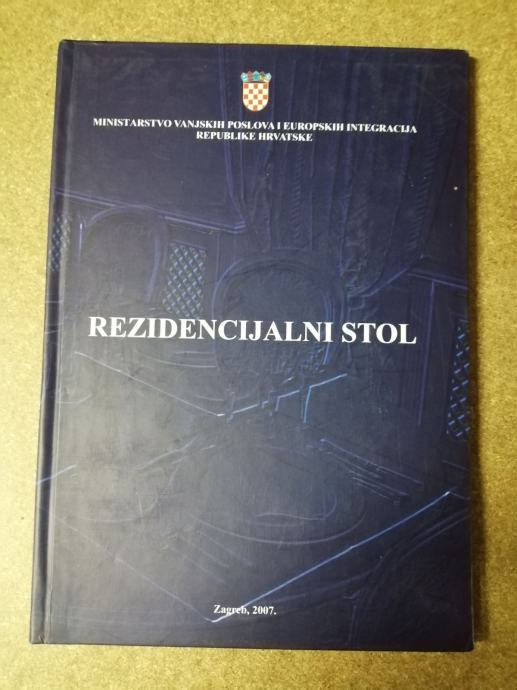 MINISTARSTVO VANJSKIH POSLOVA I EUROPSKIH INTEGRACIJA
REPUBLIKE HRVATSKE
REZIDENCIJALNI STOL
Zagreb, 2007.